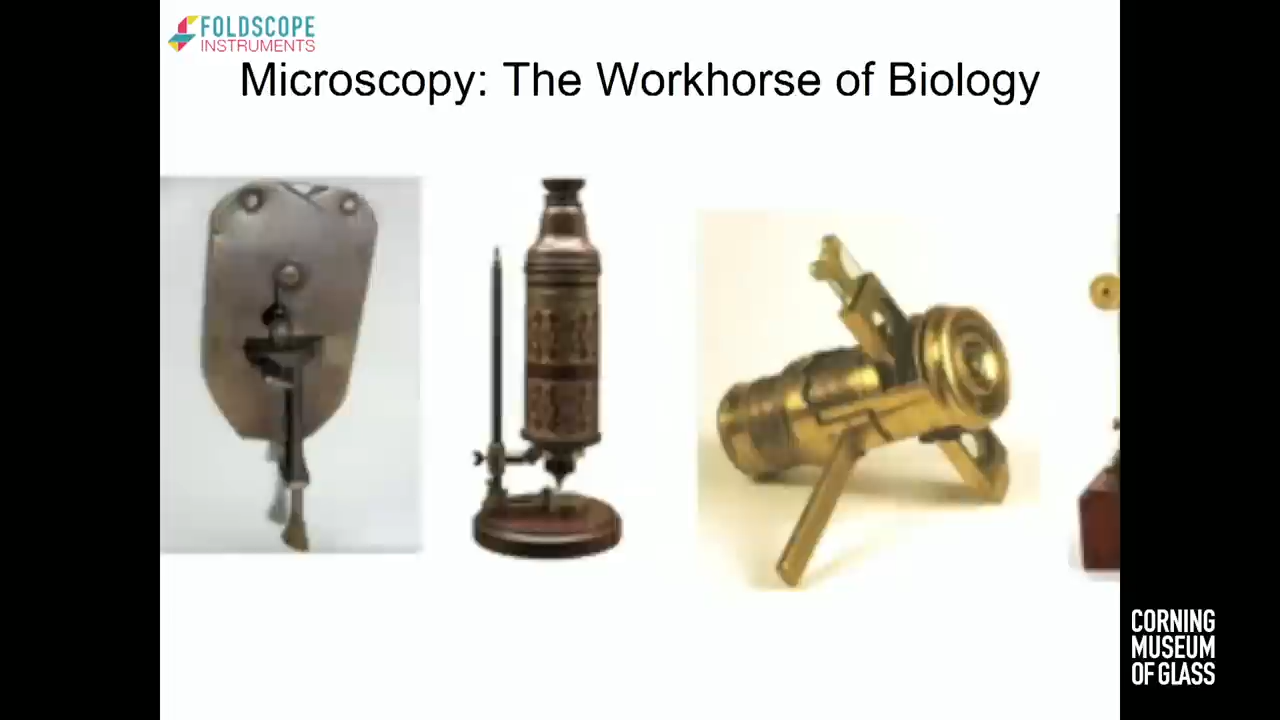 FOLDSCOPE
INSTRUMENTS
Microscopy: The Workhorse of Biology
CORNING
MUSEUM
OF GLASS